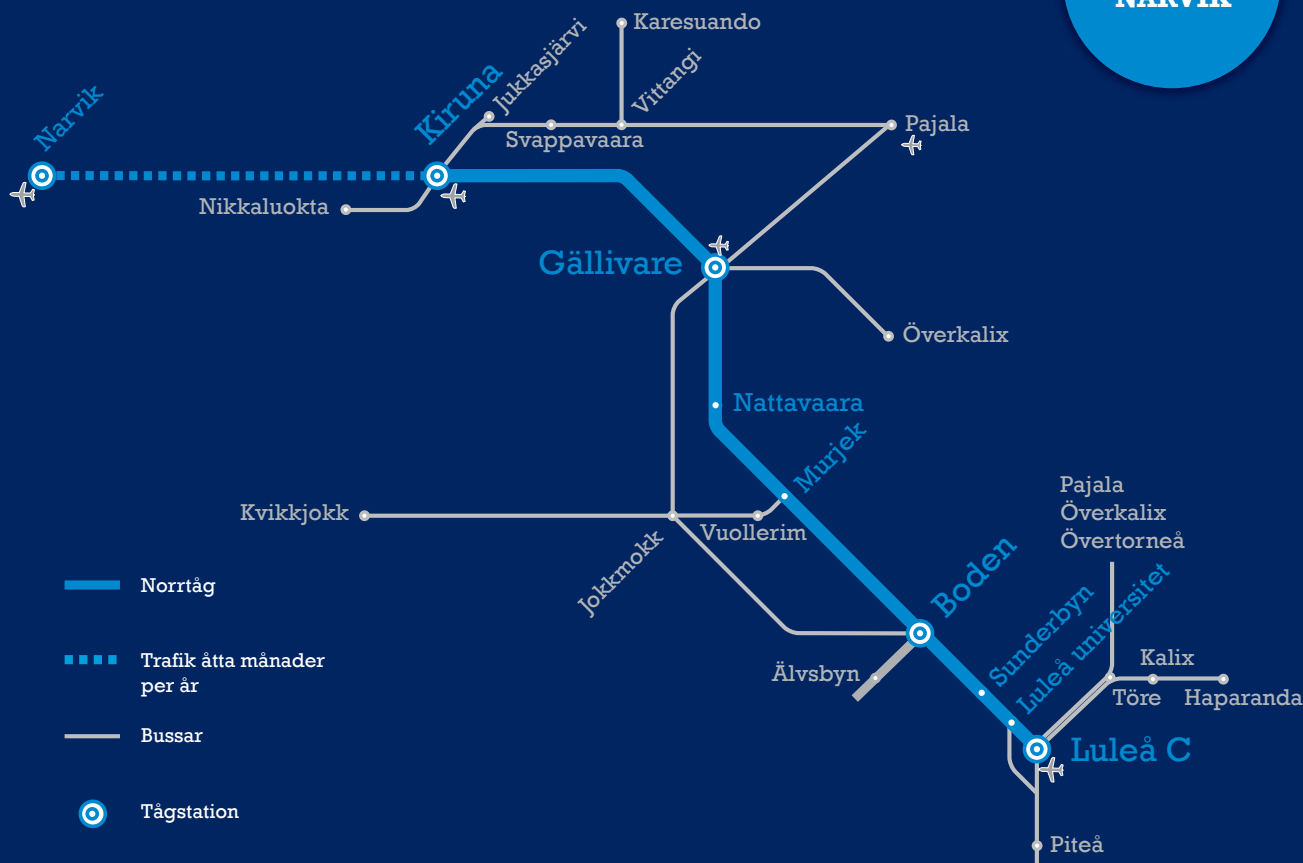 NARVIK
Karesuando
Jukkasjärvi
Vittangi
Kiruna
Narvik
Svappavaara
Pajala
Nikkaluokta
Gällivare
Överkalix
Nattavaara
Murjek
Kvikkjokk
Vuollerim
Jokkmokk
Pajala
Överkalix
Övertorneå
Boden
Sunderbyn
Luleå universitet
Älvsbyn
Kalix
Töre
Haparanda
Luleå C
Piteå
Norrtåg
Trafik åtta månader
per år
Bussar
Tågstation